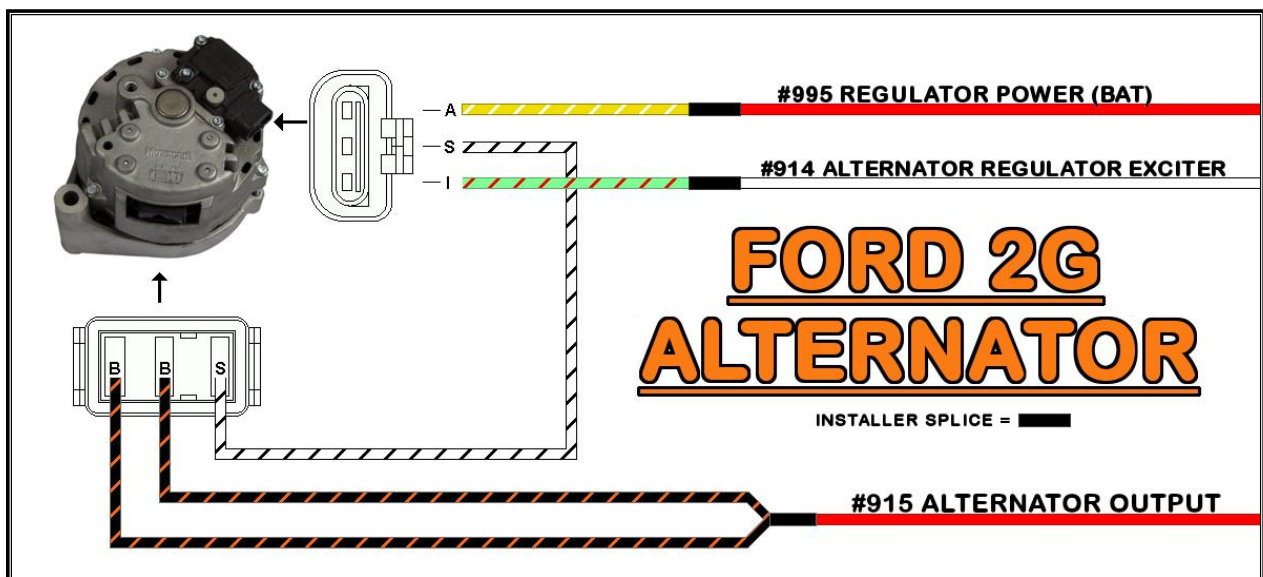 #995 REGULATOR POWER (BAT)
A
S
#914 ALTERNATOR REGULATOR EXCITER
I
FORD 2G
ALTERNATOR
INSTALLER SPLICE =
B B S
#915 ALTERNATOR OUTPUT